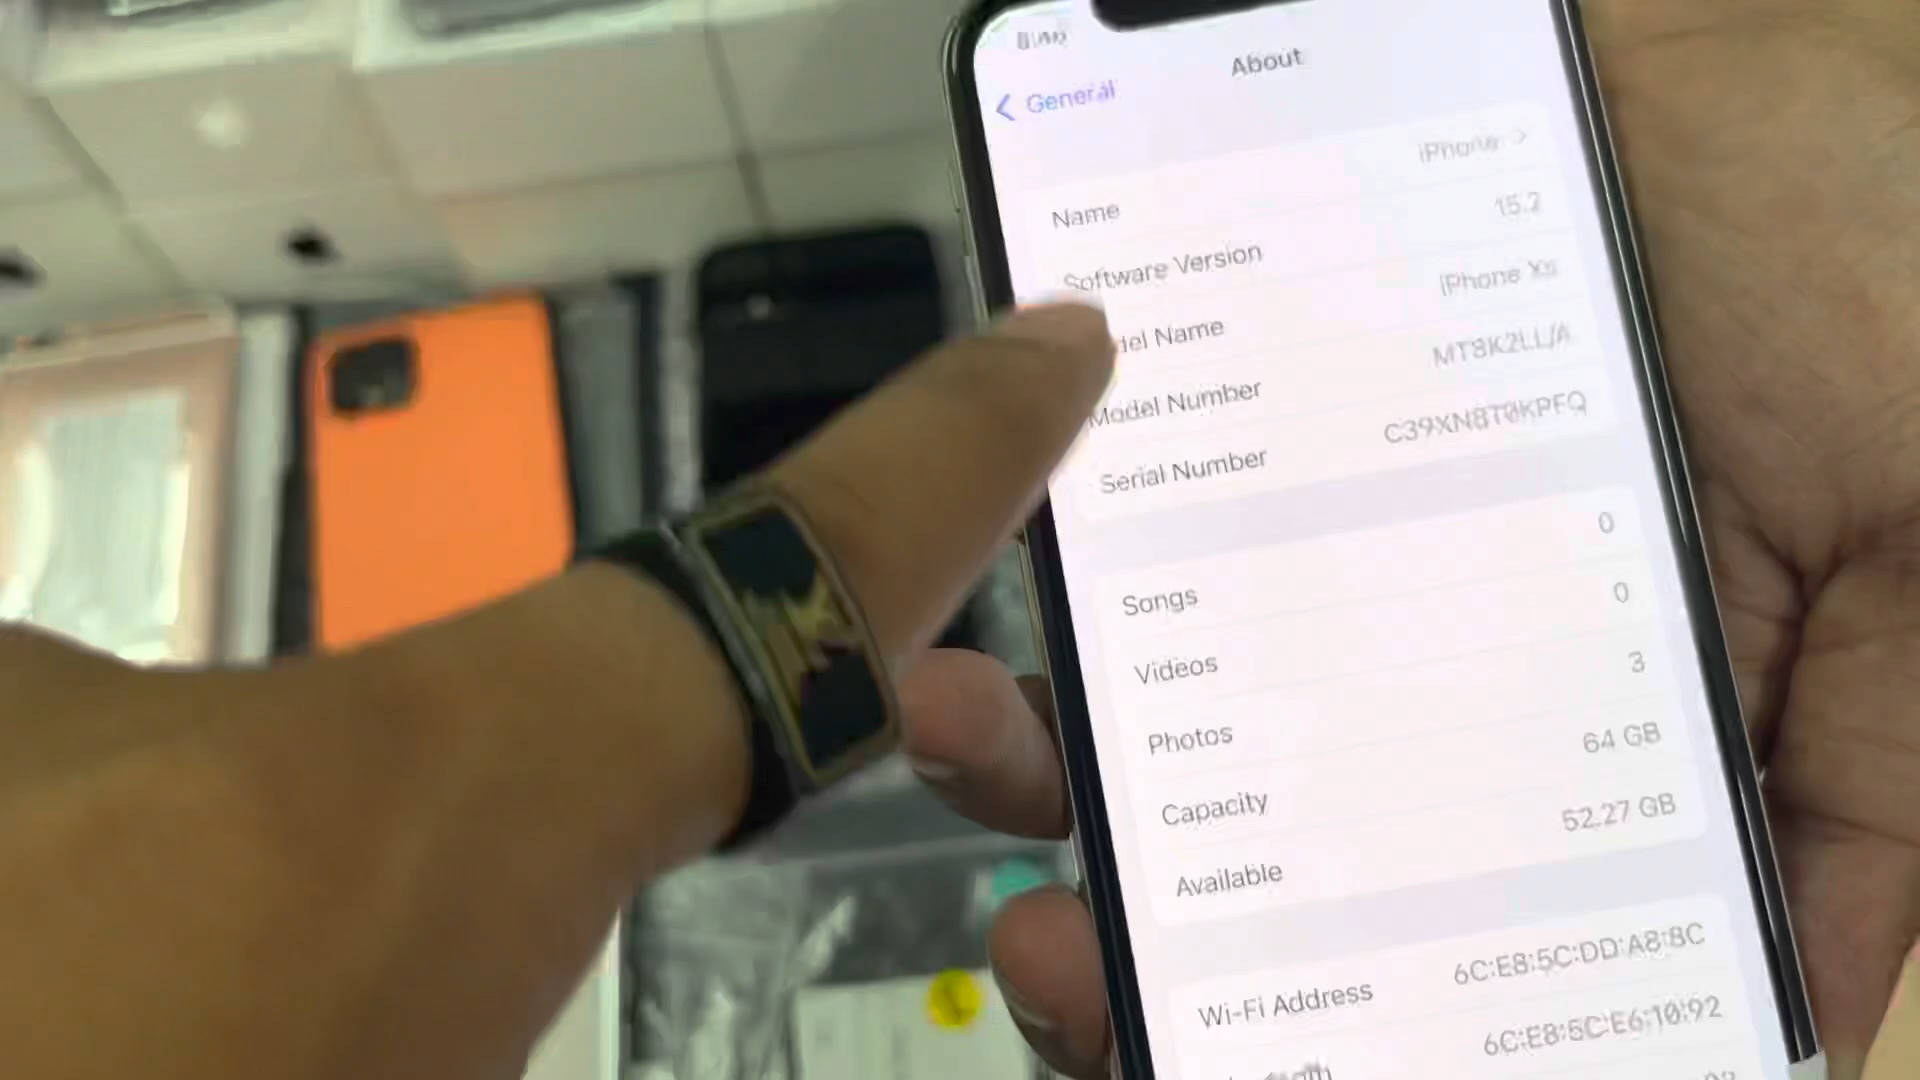 About
General
Name iPhone
Software Version 15.2
Name iPhone Xs
Model Number MT8K2LL/A
Serial Number C39XN8T0KPFQ
Songs 0
Videos 0
Photos 3
Capacity 64 GB
Available 52.27 GB
Wi-Fi Address 6C:E8:5C:DD:A8:8C
6C:E8:5C:E6:10:92